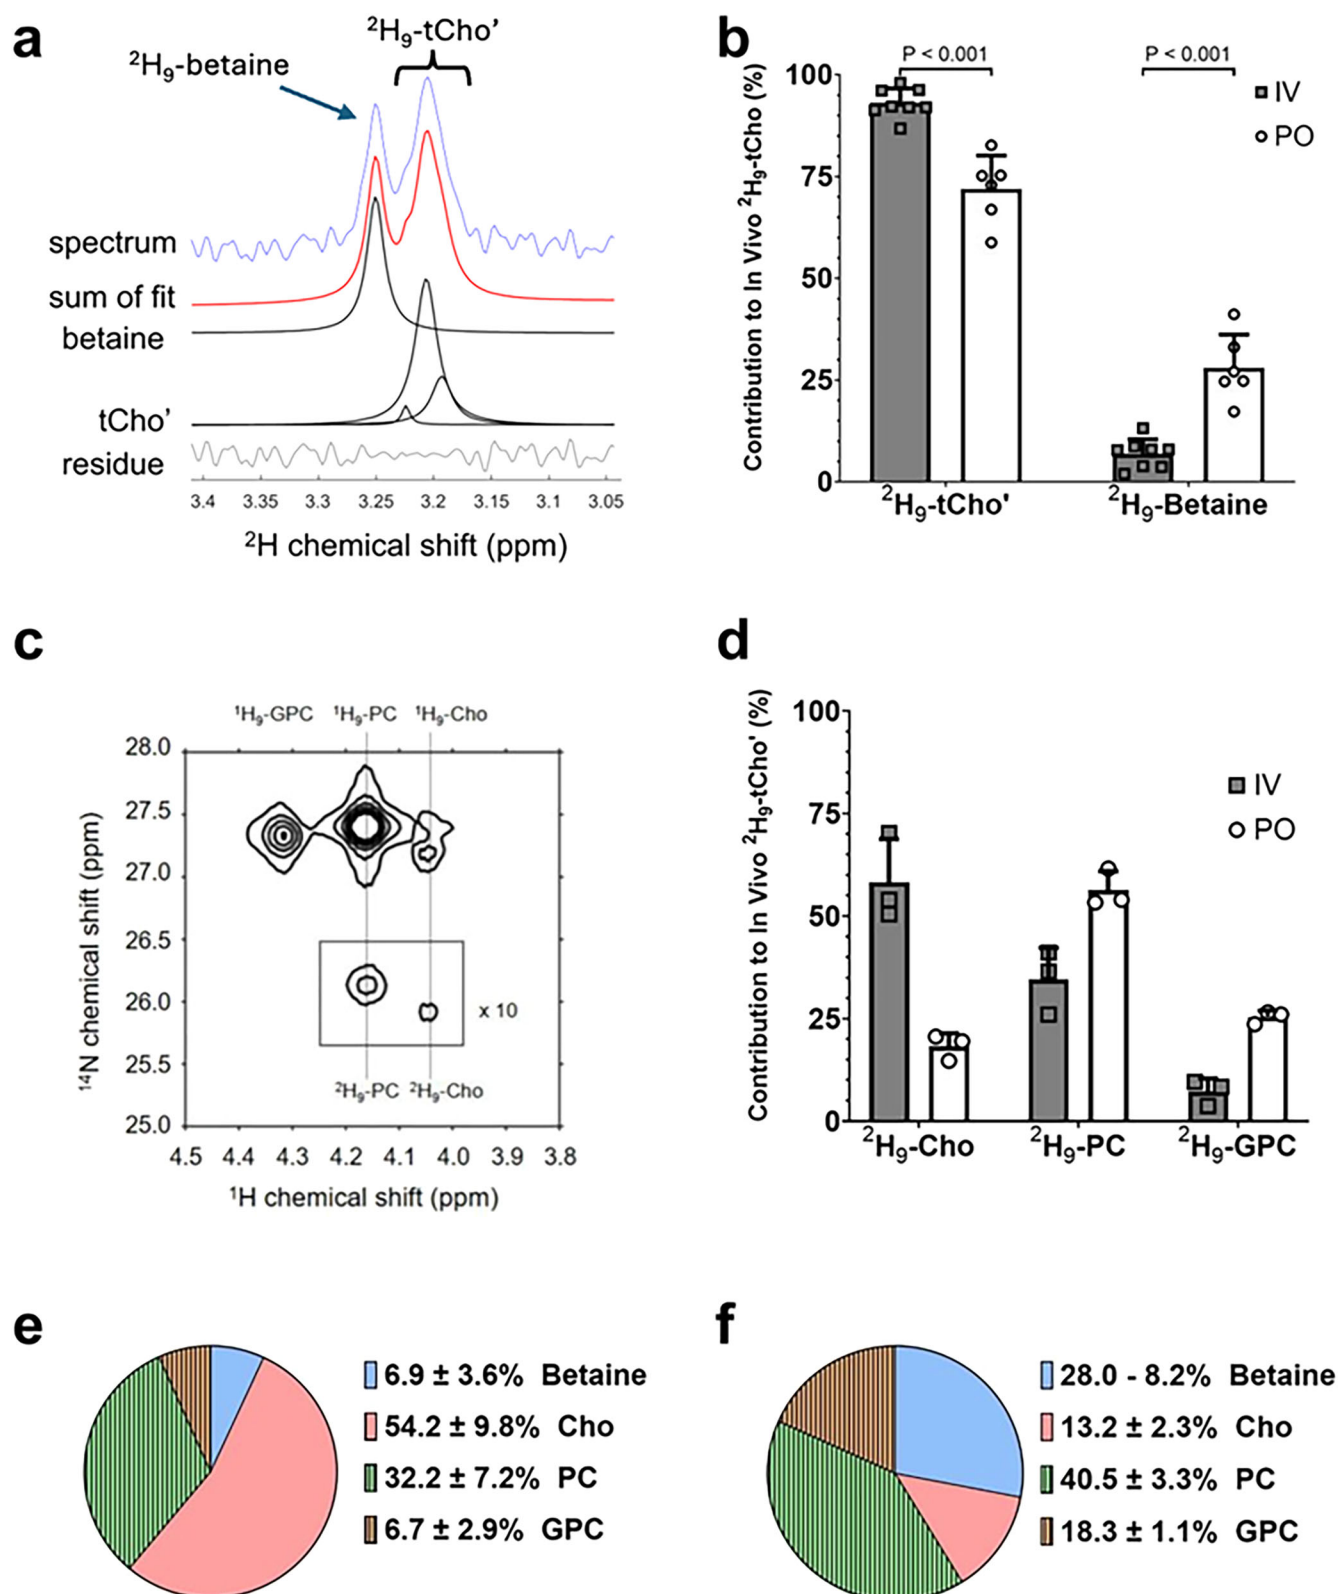 a
²H₉-tCho’
²H₉-betaine
spectrum
sum of fit
betaine
tCho’
residue
3.4 3.35 3.3 3.25 3.2 3.15 3.1 3.05
²H chemical shift (ppm)
b
Contribution to In Vivo ²H₉-tCho (%)
100
75
50
25
0
P < 0.001
P < 0.001
IV
PO
²H₉-tCho'
²H₉-Betaine
c
¹H₉-GPC ¹H₉-PC ¹H₉-Cho
¹⁴N chemical shift (ppm)
28.0
27.5
27.0
26.5
26.0
25.5
25.0
x 10
²H₉-PC ²H₉-Cho
4.5 4.4 4.3 4.2 4.1 4.0 3.9 3.8
¹H chemical shift (ppm)
d
Contribution to In Vivo ²H₉-tCho' (%)
100
75
50
25
0
IV
PO
²H₉-Cho
²H₉-PC
²H₉-GPC
e
6.9 ± 3.6% Betaine
54.2 ± 9.8% Cho
32.2 ± 7.2% PC
6.7 ± 2.9% GPC
f
28.0 - 8.2% Betaine
13.2 ± 2.3% Cho
40.5 ± 3.3% PC
18.3 ± 1.1% GPC